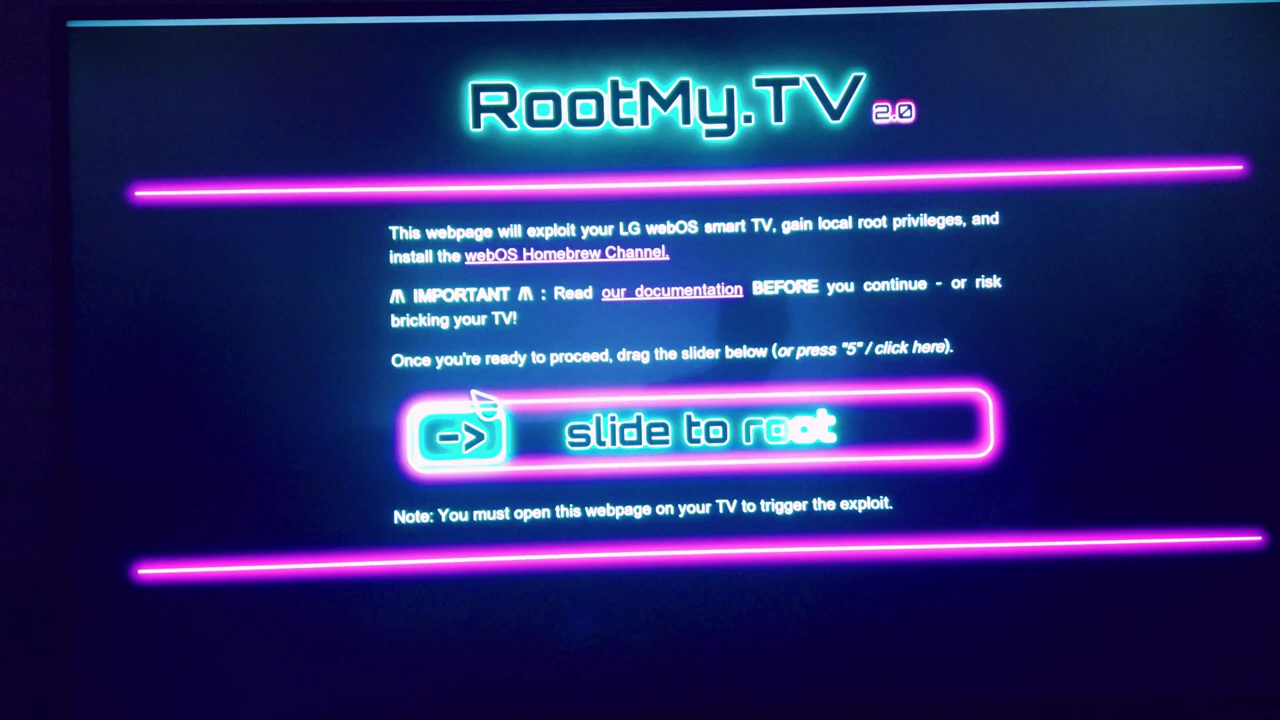 RootMy.TV 2.0
This webpage will exploit your LG webOS smart TV, gain local root privileges, and
install the webOS Homebrew Channel.
/!\ IMPORTANT /!\ : Read our documentation BEFORE you continue - or risk
bricking your TV!
Once you're ready to proceed, drag the slider below (or press "5" / click here).
-> slide to root
Note: You must open this webpage on your TV to trigger the exploit.